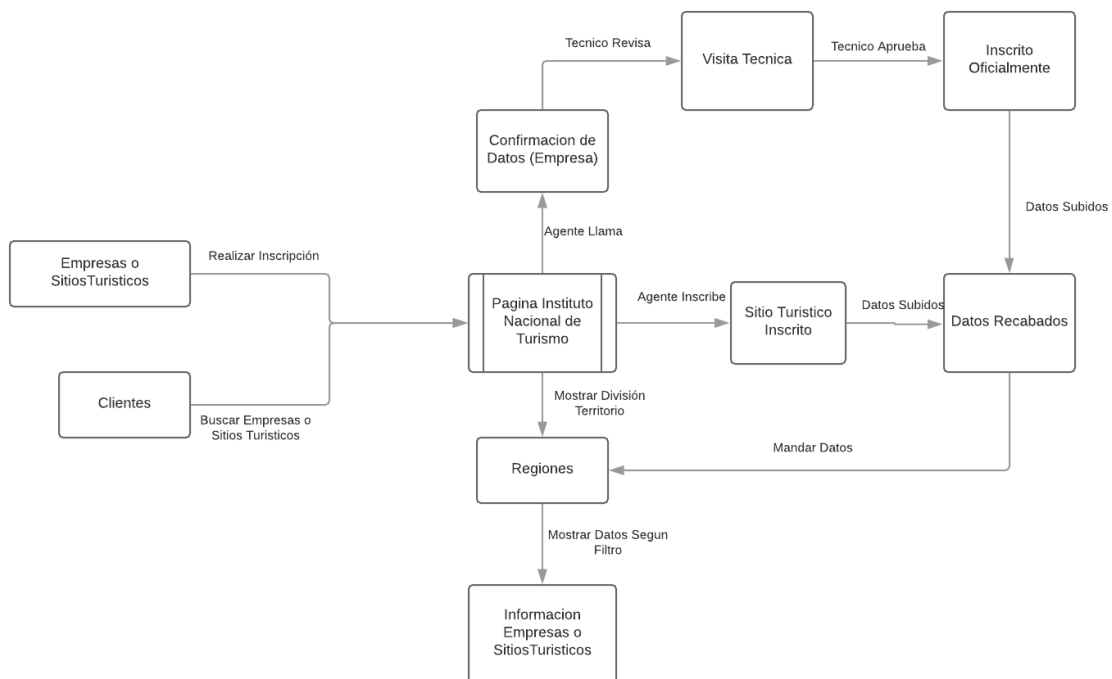 Tecnico Revisa
Visita Tecnica
Tecnico Aprueba
Inscrito
Oficialmente
Confirmacion de
Datos (Empresa)
Datos Subidos
Agente Llama
Empresas o
SitiosTuristicos
Realizar Inscripción
Pagina Instituto
Nacional de
Turismo
Agente Inscribe
Sitio Turistico
Inscrito
Datos Subidos
Datos Recabados
Clientes
Buscar Empresas o
Sitios Turisticos
Mostrar División
Territorio
Regiones
Mandar Datos
Mostrar Datos Segun
Filtro
Informacion
Empresas o
SitiosTuristicos